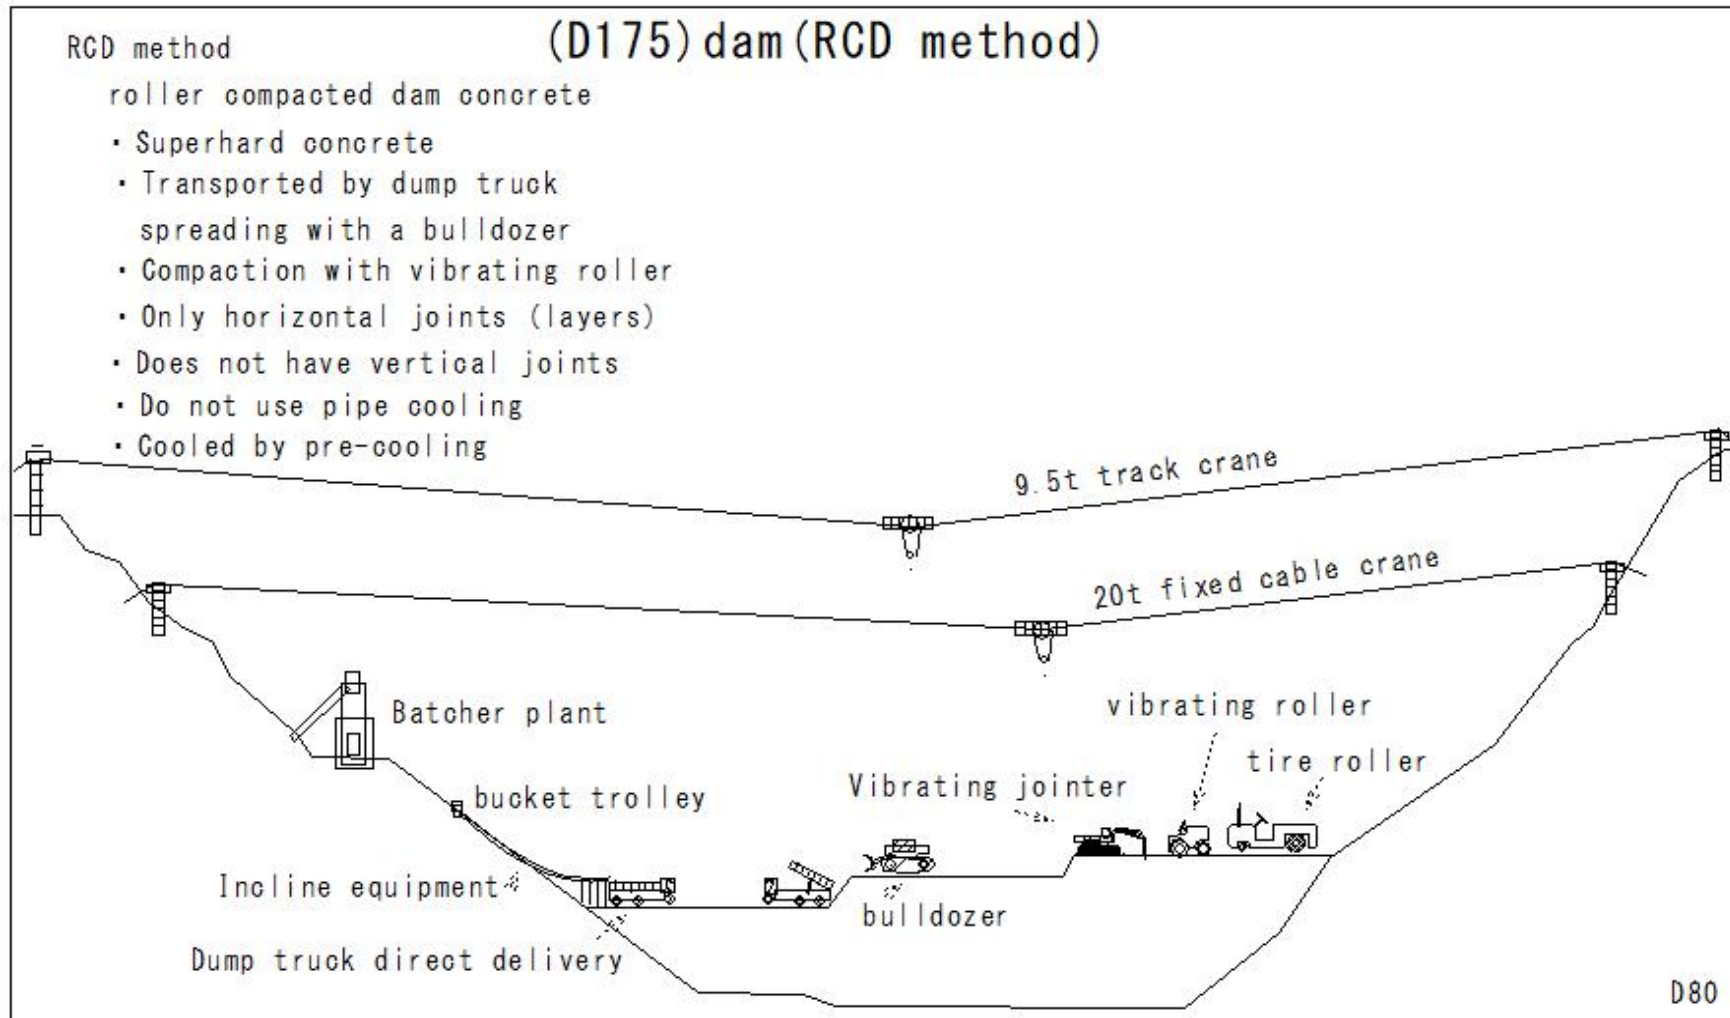 (D175)dam(RCD method)
RCD method
roller compacted dam concrete
・Superhard concrete
・Transported by dump truck
spreading with a bulldozer
・Compaction with vibrating roller
・Only horizontal joints (layers)
・Does not have vertical joints
・Do not use pipe cooling
・Cooled by pre-cooling
9.5t track crane
20t fixed cable crane
Batcher plant
vibrating roller
tire roller
bucket trolley
Vibrating jointer
Incline equipment
bulldozer
Dump truck direct delivery
D80